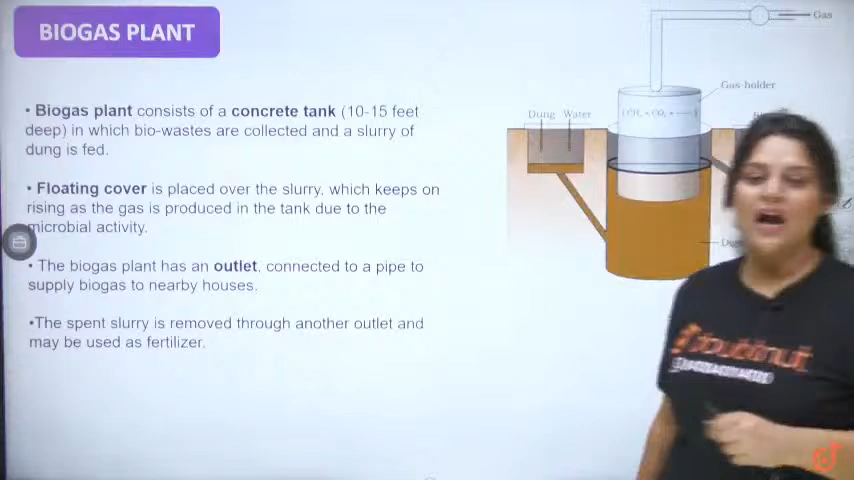 BIOGAS PLANT
• Biogas plant consists of a concrete tank (10-15 feet
deep) in which bio-wastes are collected and a slurry of
dung is fed.
• Floating cover is placed over the slurry, which keeps on
rising as the gas is produced in the tank due to the
microbial activity.
• The biogas plant has an outlet, connected to a pipe to
supply biogas to nearby houses.
•The spent slurry is removed through another outlet and
may be used as fertilizer.
Gas
Gas-holder
Dung Water
doubtnut